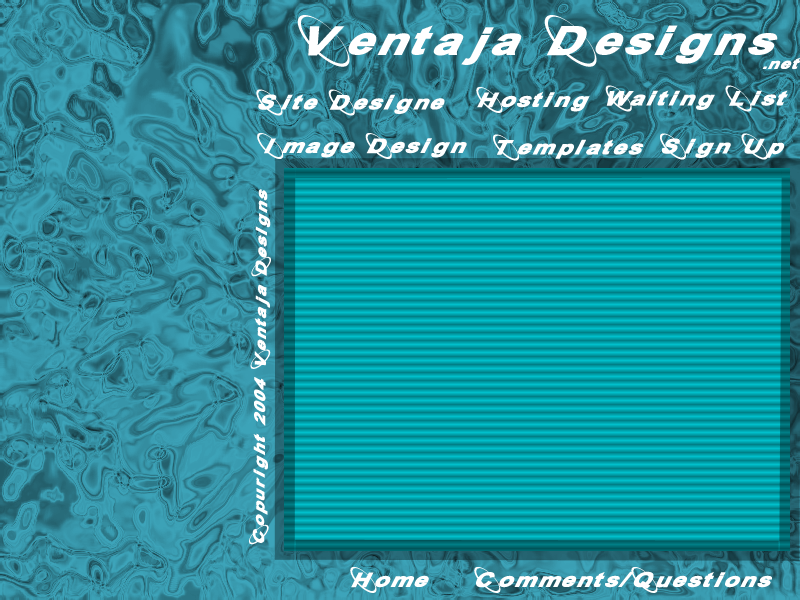 Ventaja Designs
.net
Site Designe Hosting Waiting List
Image Design Templates Sign Up
Copuright 2004 Ventaja Designs
Home Comments/Questions